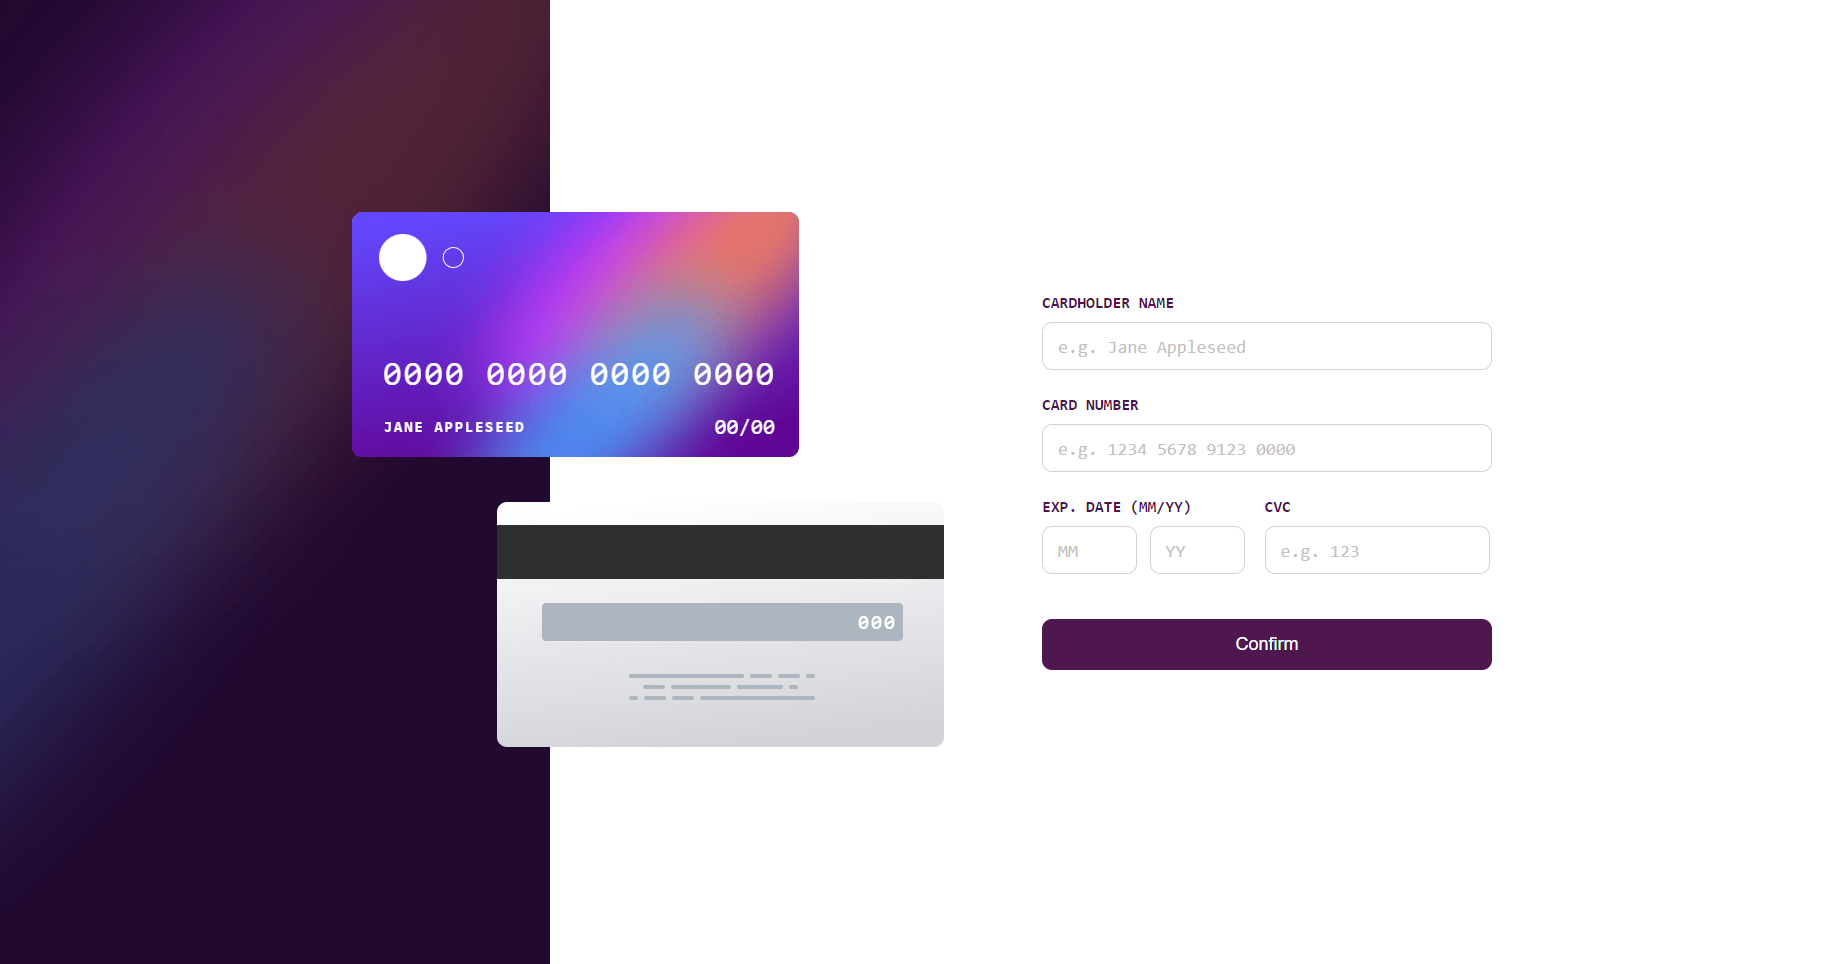 0000 0000 0000 0000
JANE APPLESEED 00/00
000
CARDHOLDER NAME
e.g. Jane Appleseed
CARD NUMBER
e.g. 1234 5678 9123 0000
EXP. DATE (MM/YY) CVC
MM YY e.g. 123
Confirm